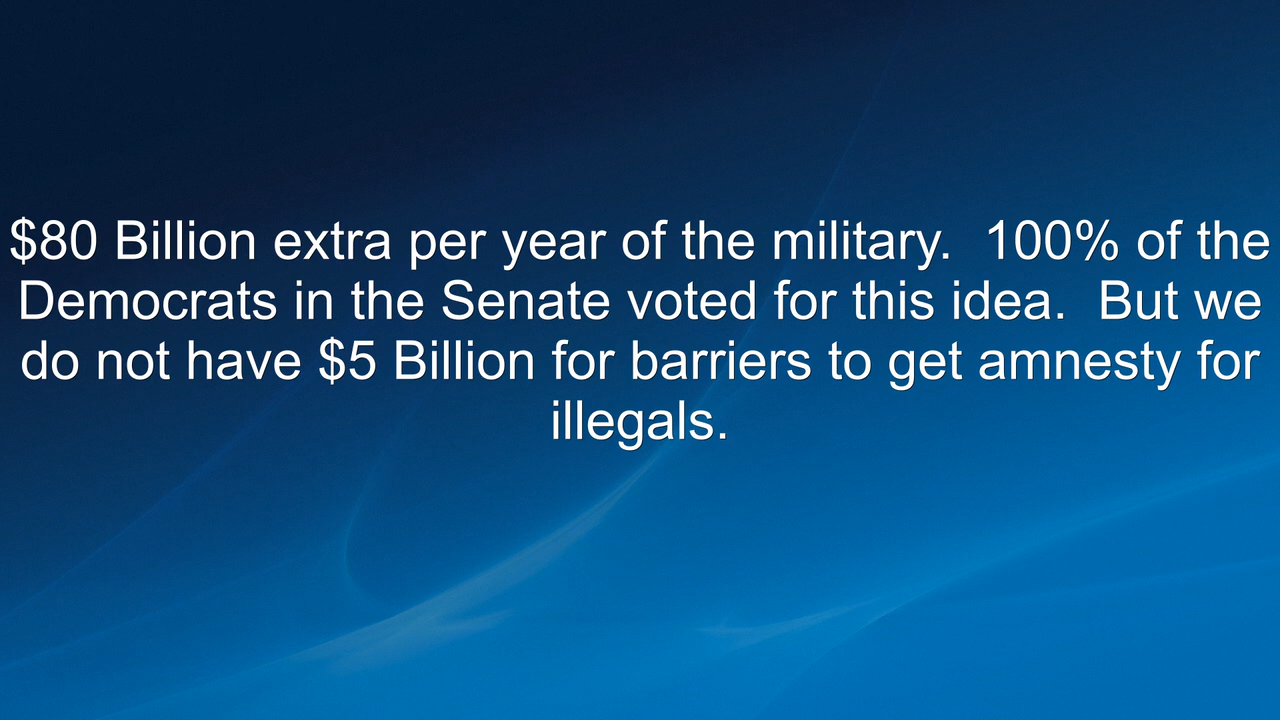 $80 Billion extra per year of the military.  100% of the
Democrats in the Senate voted for this idea.  But we
do not have $5 Billion for barriers to get amnesty for
illegals.